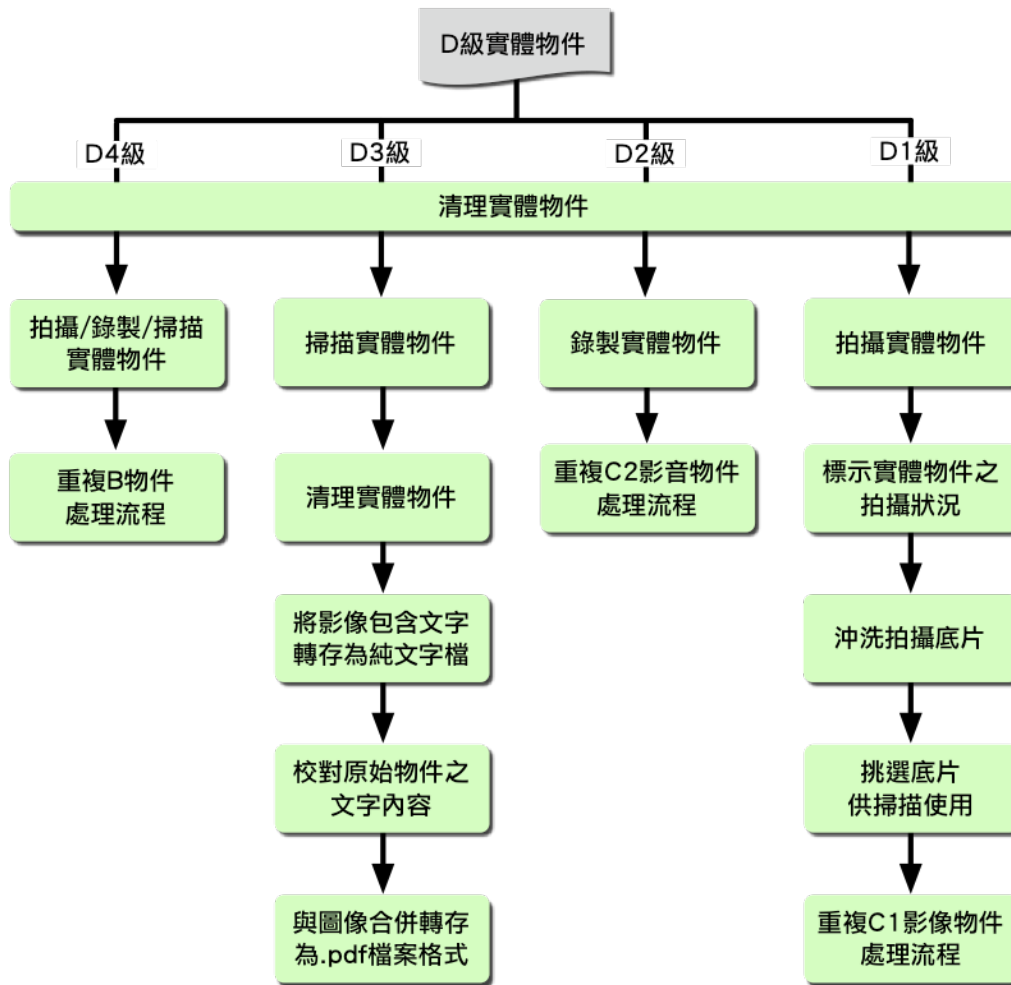 D級實體物件
D4級
D3級
D2級
D1級
清理實體物件
拍攝/錄製/掃描
實體物件
掃描實體物件
錄製實體物件
拍攝實體物件
重複B物件
處理流程
清理實體物件
重複C2影音物件
處理流程
標示實體物件之
拍攝狀況
將影像包含文字
轉存為純文字檔
沖洗拍攝底片
校對原始物件之
文字內容
挑選底片
供掃描使用
與圖像合併轉存
為.pdf檔案格式
重複C1影像物件
處理流程